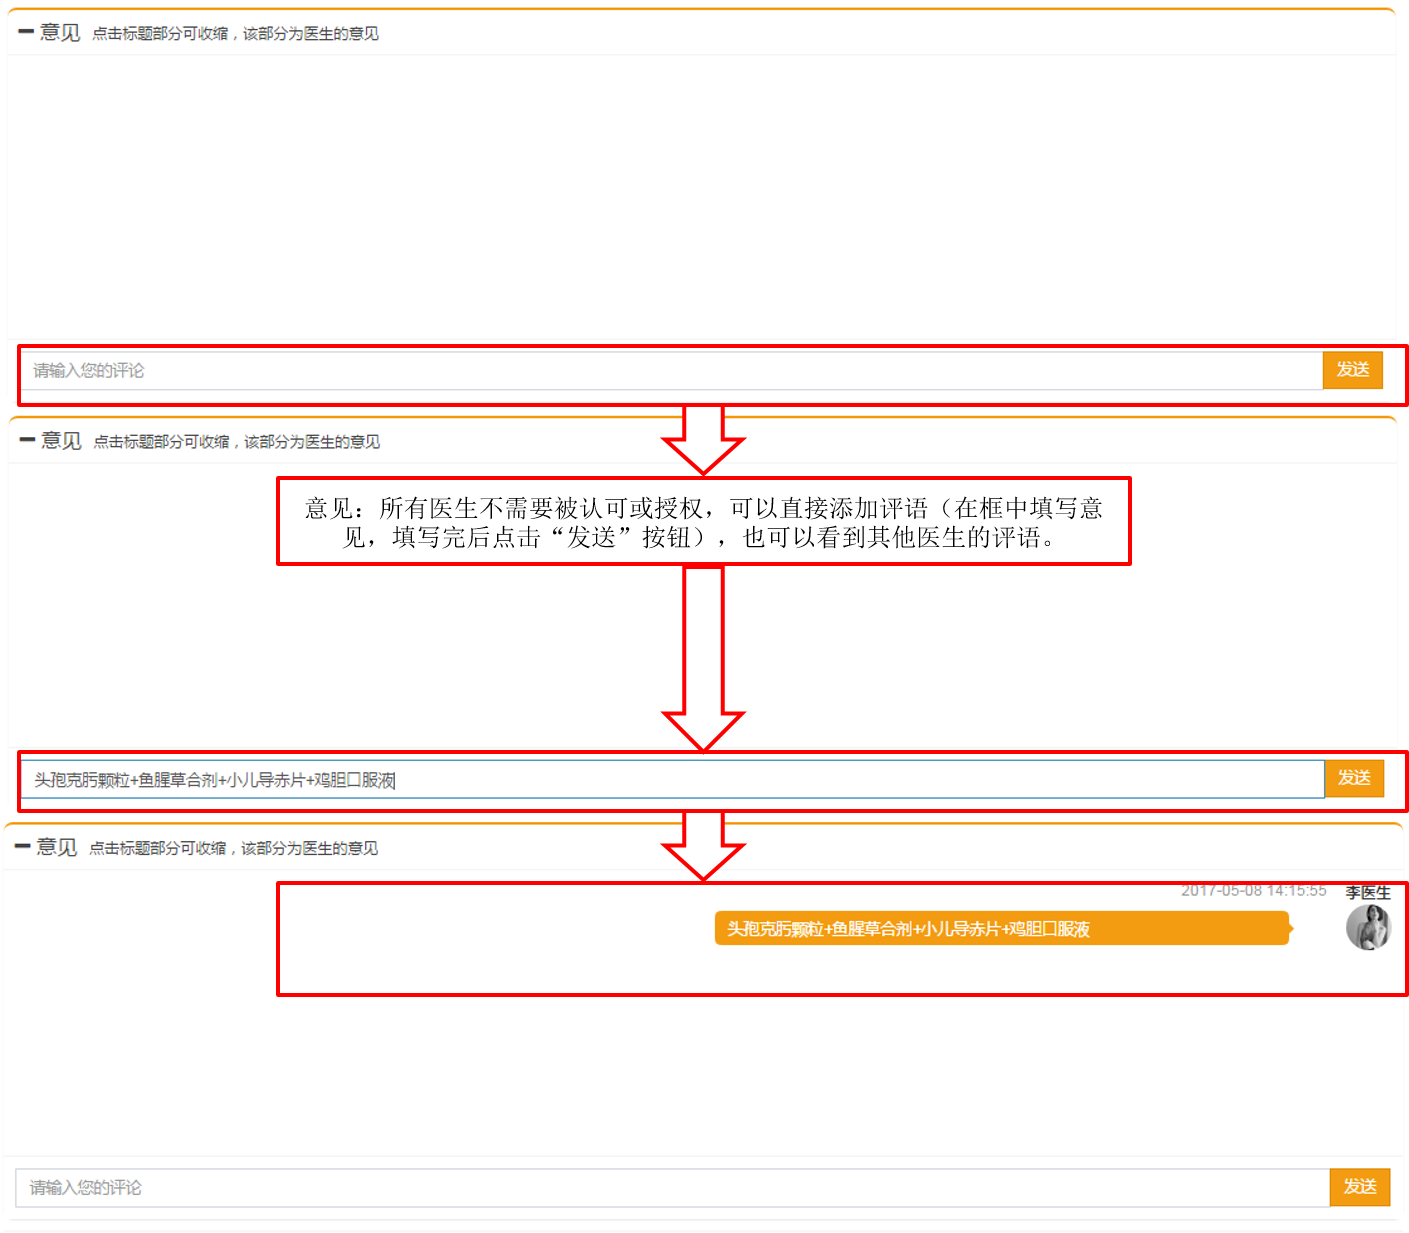 意见 点击标题部分可收缩，该部分为医生的意见
请输入您的评论 发送
意见 点击标题部分可收缩，该部分为医生的意见
意见：所有医生不需要被认可或授权，可以直接添加评语（在框中填写意
见，填写完后点击“发送”按钮），也可以看到其他医生的评语。
头孢克肟颗粒+鱼腥草合剂+小儿导赤片+鸡胆口服液 发送
意见 点击标题部分可收缩，该部分为医生的意见
2017-05-08 14:15:55 李医生
头孢克肟颗粒+鱼腥草合剂+小儿导赤片+鸡胆口服液
请输入您的评论 发送